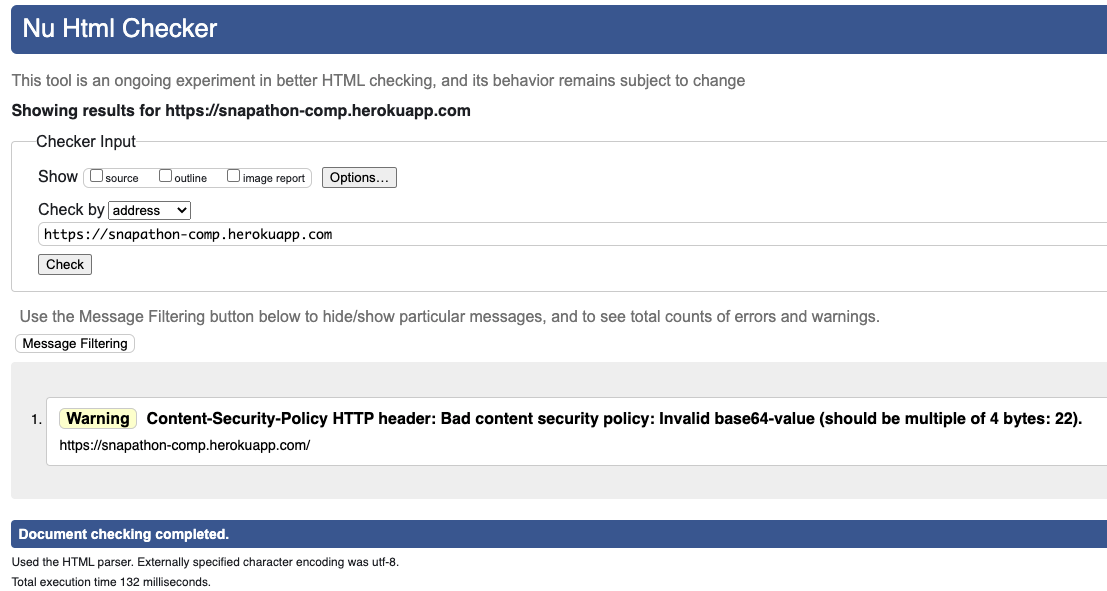 Nu Html Checker
This tool is an ongoing experiment in better HTML checking, and its behavior remains subject to change
Showing results for https://snapathon-comp.herokuapp.com
Checker Input
Show source outline image report Options...
Check by address
https://snapathon-comp.herokuapp.com
Check
Use the Message Filtering button below to hide/show particular messages, and to see total counts of errors and warnings.
Message Filtering
1. Warning Content-Security-Policy HTTP header: Bad content security policy: Invalid base64-value (should be multiple of 4 bytes: 22).
https://snapathon-comp.herokuapp.com/
Document checking completed.
Used the HTML parser. Externally specified character encoding was utf-8.
Total execution time 132 milliseconds.